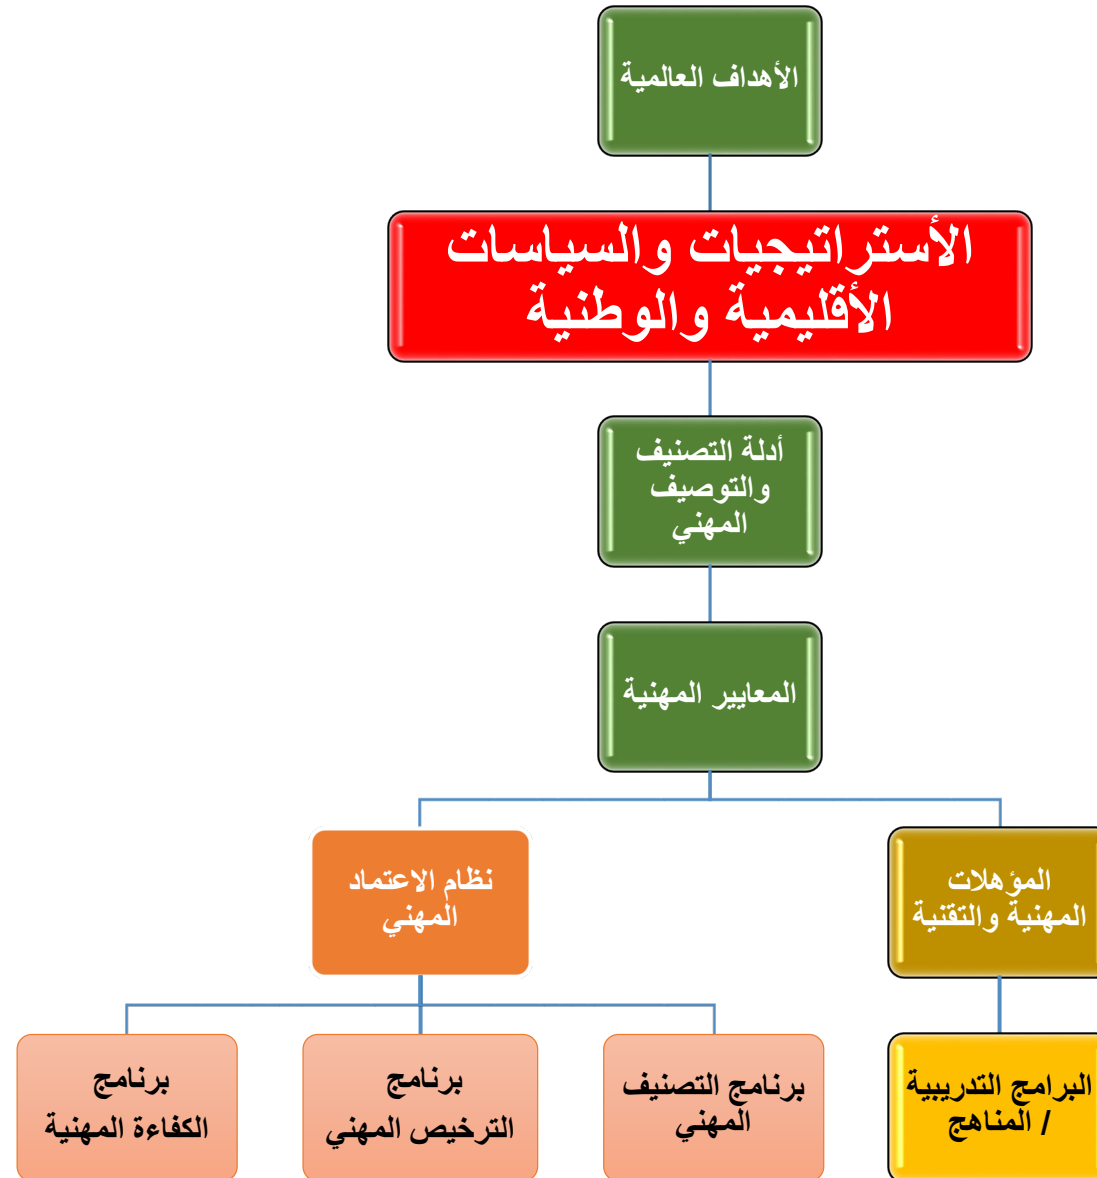 الأهداف العالمية
الأستراتيجيات والسياسات
الأقليمية والوطنية
أدلة التصنيف
والتوصيف
المهني
المعايير المهنية
المؤهلات
المهنية والتقنية
نظام الاعتماد
المهني
البرامج التدريبية
/ المناهج
برنامج التصنيف
المهني
برنامج
الترخيص المهني
برنامج
الكفاءة المهنية